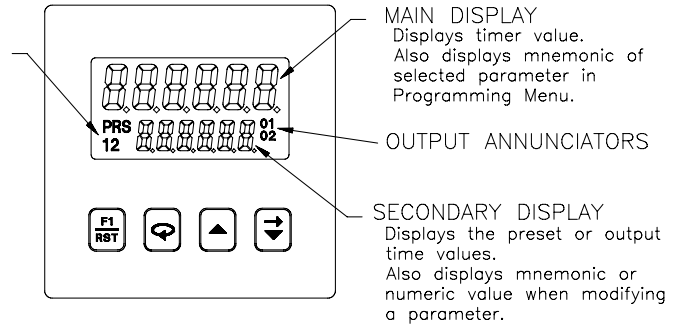 MAIN DISPLAY
Displays timer value.
Also displays mnemonic of
selected parameter in
Programming Menu.
PRS
12
01
02
OUTPUT ANNUNCIATORS
SECONDARY DISPLAY
Displays the preset or output
time values.
Also displays mnemonic or
numeric value when modifying
a parameter.
F1
RST